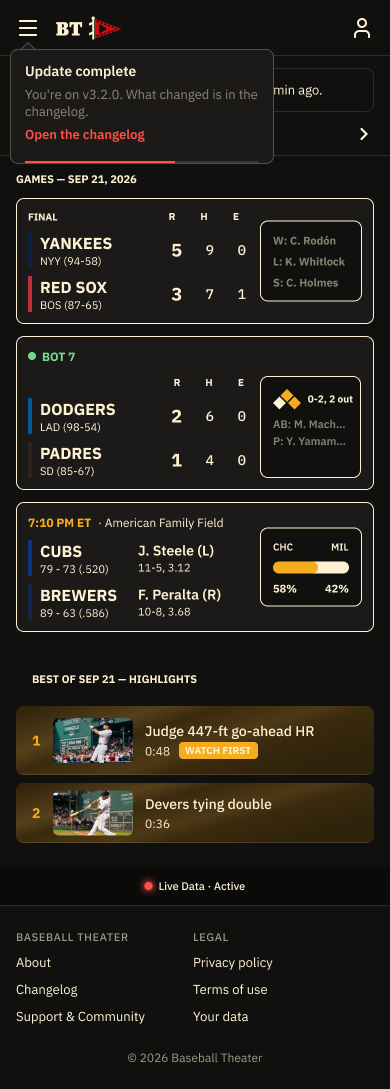 BT
Update complete
You're on v3.2.0. What changed is in the
changelog.
Open the changelog
min ago.
GAMES — SEP 21, 2026
FINAL R H E
YANKEES 5 9 0
NYY (94-58)
RED SOX 3 7 1
BOS (87-65)
W: C. Rodón
L: K. Whitlock
S: C. Holmes
BOT 7
R H E
DODGERS 2 6 0
LAD (98-54)
PADRES 1 4 0
SD (85-67)
0-2, 2 out
AB: M. Mach...
P: Y. Yamam...
7:10 PM ET · American Family Field
CUBS J. Steele (L)
79 - 73 (.520) 11-5, 3.12
BREWERS F. Peralta (R)
89 - 63 (.586) 10-8, 3.68
CHC MIL
58% 42%
BEST OF SEP 21 — HIGHLIGHTS
1 Judge 447-ft go-ahead HR
0:48 WATCH FIRST
2 Devers tying double
0:36
Live Data · Active
BASEBALL THEATER LEGAL
About Privacy policy
Changelog Terms of use
Support & Community Your data
© 2026 Baseball Theater